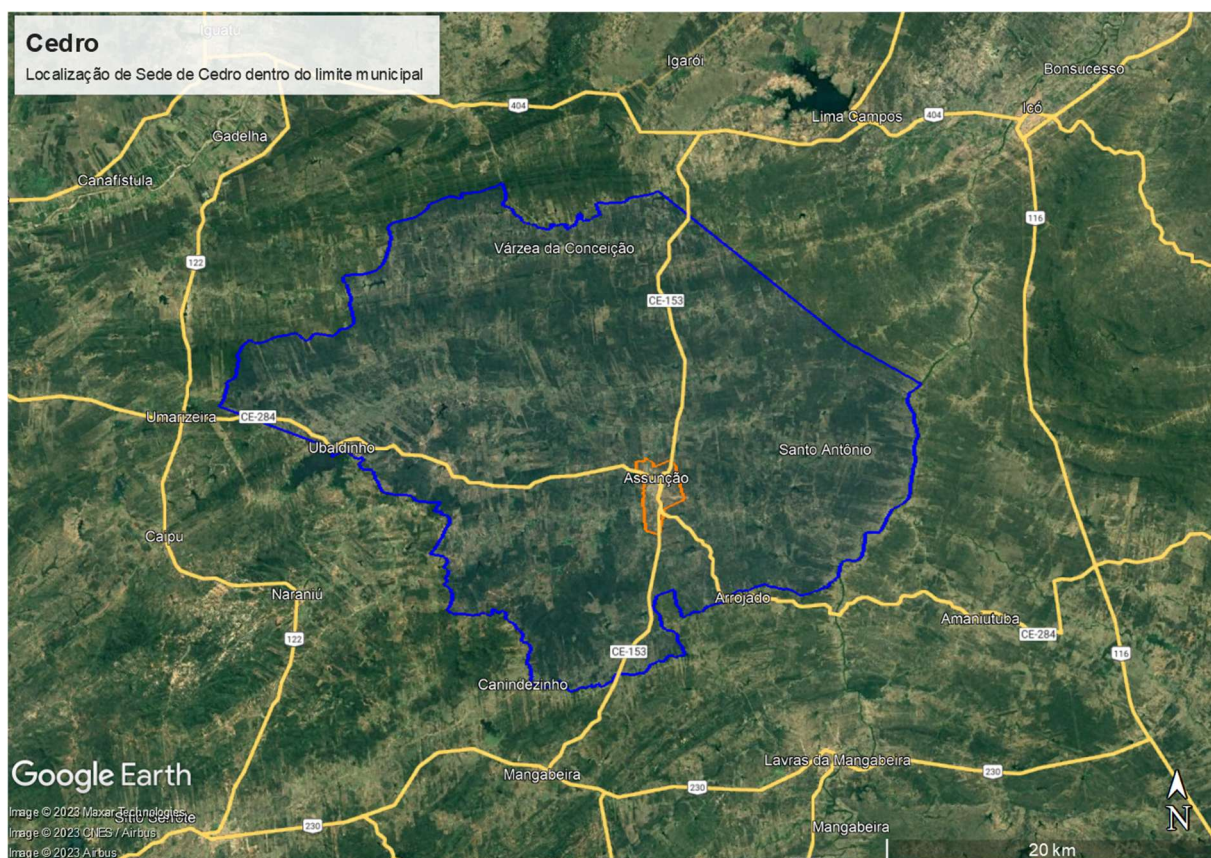 Cedro
Localização de Sede de Cedro dentro do limite municipal
Iguatu
Igarói
Bonsucesso
404
Lima Campos
404
Icó
Gadelha
Canafístula
116
Várzea da Conceição
122
CE-153
Umarizeira
CE-284
Ubaldinho
Santo Antônio
Assunção
Caipu
Naraniú
Arrojado
Amaniutuba
CE-284
122
CE-153
116
Canindezinho
Lavras da Mangabeira
Mangabeira
230
230
Google Earth
Image © 2023 Maxar Technologies
Sítio Serrote
230
Image © 2023 CNES / Airbus
Image © 2023 Airbus
Mangabeira
N
20 km